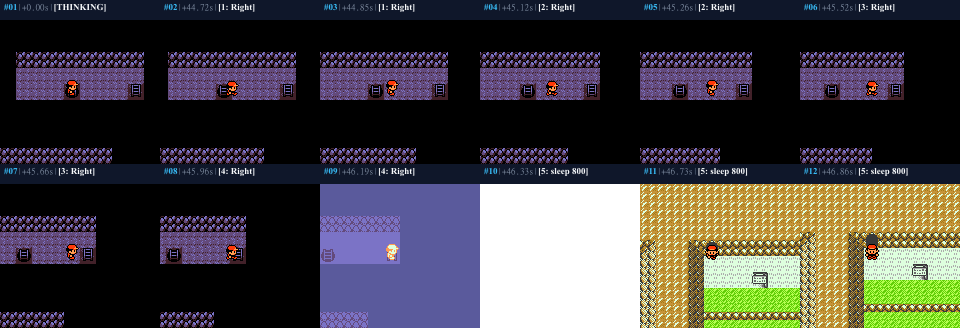 #01|+0.00s|[THINKING]
#02|+44.72s|[1: Right]
#03|+44.85s|[1: Right]
#04|+45.12s|[2: Right]
#05|+45.26s|[2: Right]
#06|+45.52s|[3: Right]
#07|+45.66s|[3: Right]
#08|+45.96s|[4: Right]
#09|+46.19s|[4: Right]
#10|+46.33s|[5: sleep 800]
#11|+46.73s|[5: sleep 800]
#12|+46.86s|[5: sleep 800]